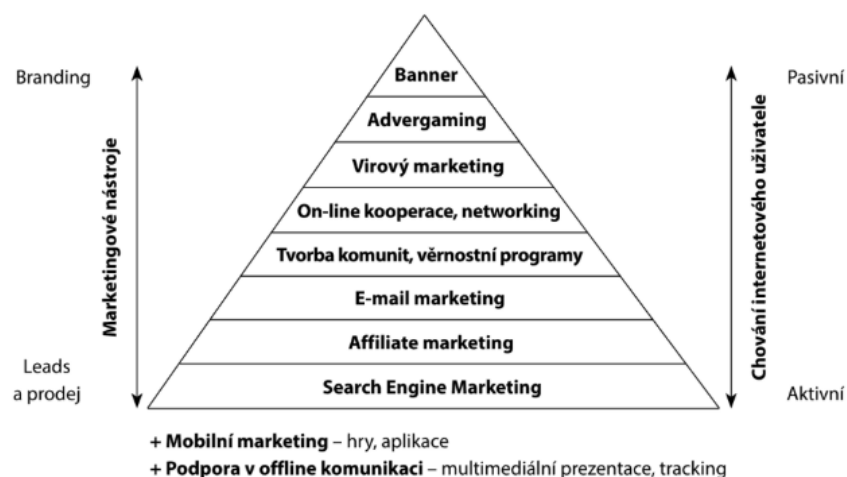 Branding
Marketingové nástroje
Leads
a prodej
Banner
Advergaming
Virový marketing
On-line kooperace, networking
Tvorba komunit, věrnostní programy
E-mail marketing
Affiliate marketing
Search Engine Marketing
Pasivní
Chování internetového uživatele
Aktivní
+ Mobilní marketing – hry, aplikace
+ Podpora v offline komunikaci – multimediální prezentace, tracking